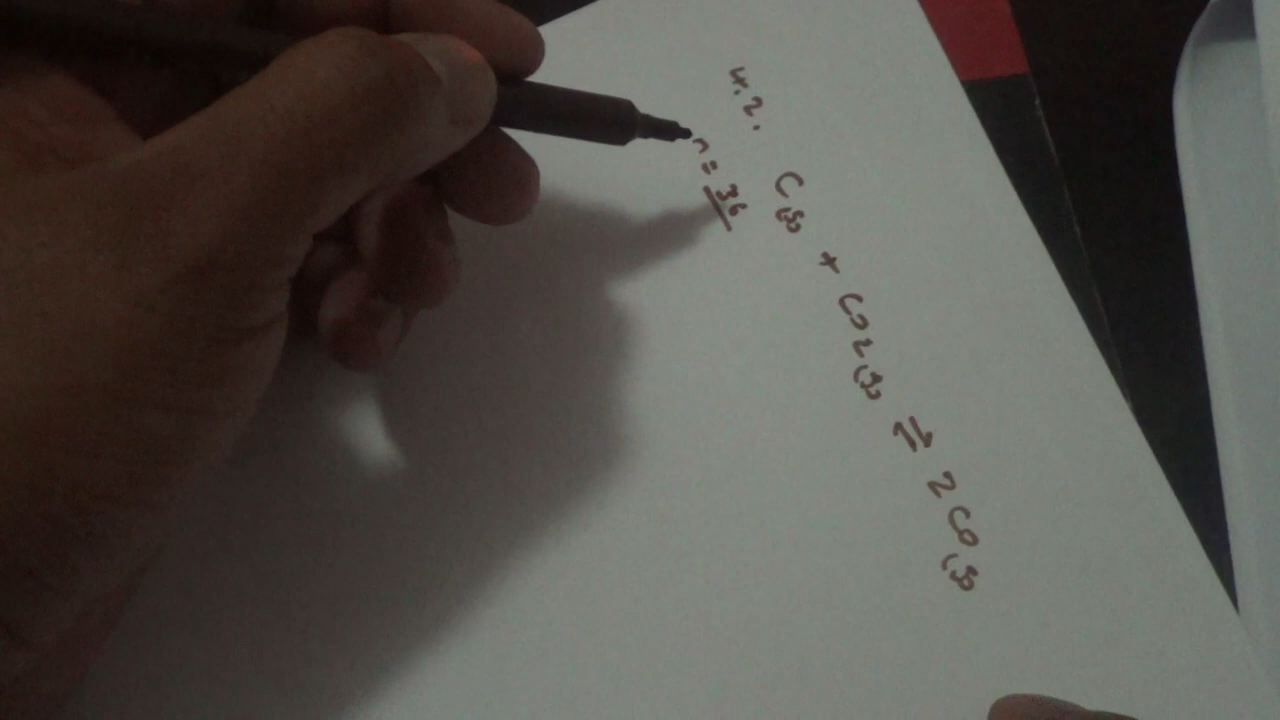 4.2.
C(g) + CO2(g) ⇌ 2CO(g)
n = 36